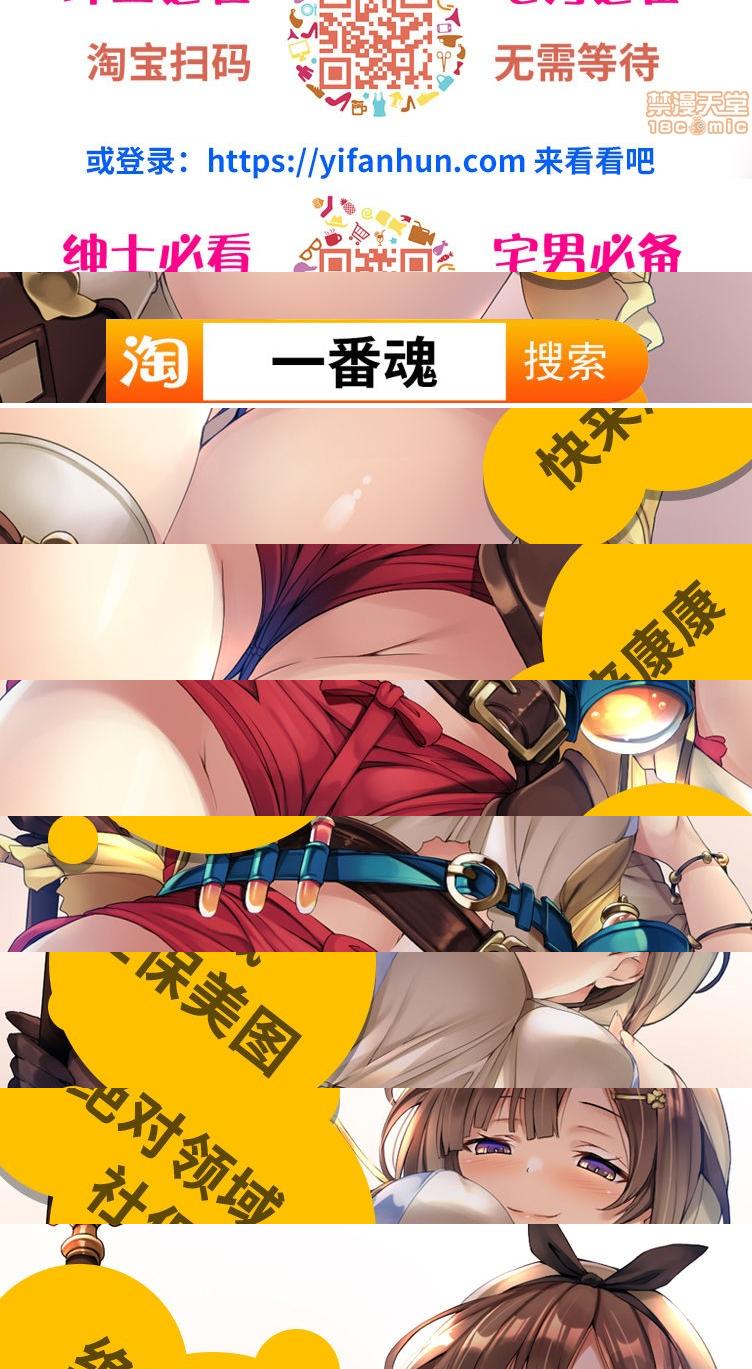 淘宝扫码
无需等待
禁漫天堂
18comic
或登录：https://yifanhun.com 来看看吧
绅士必看
宅男必备
淘 一番魂 搜索
快来
康康
保美图
绝对领域
社保